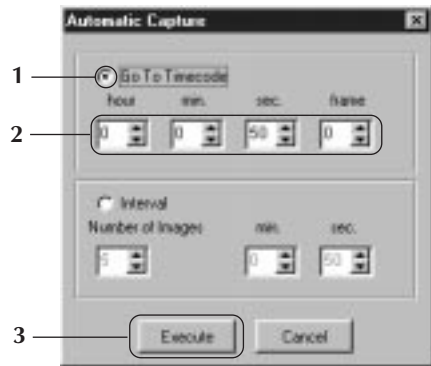 Automatic Capture
1
Go To Timecode
hour min. sec. frame
2
0 0 50 0
Interval
Number of Images min. sec.
5 0 50
3
Execute Cancel